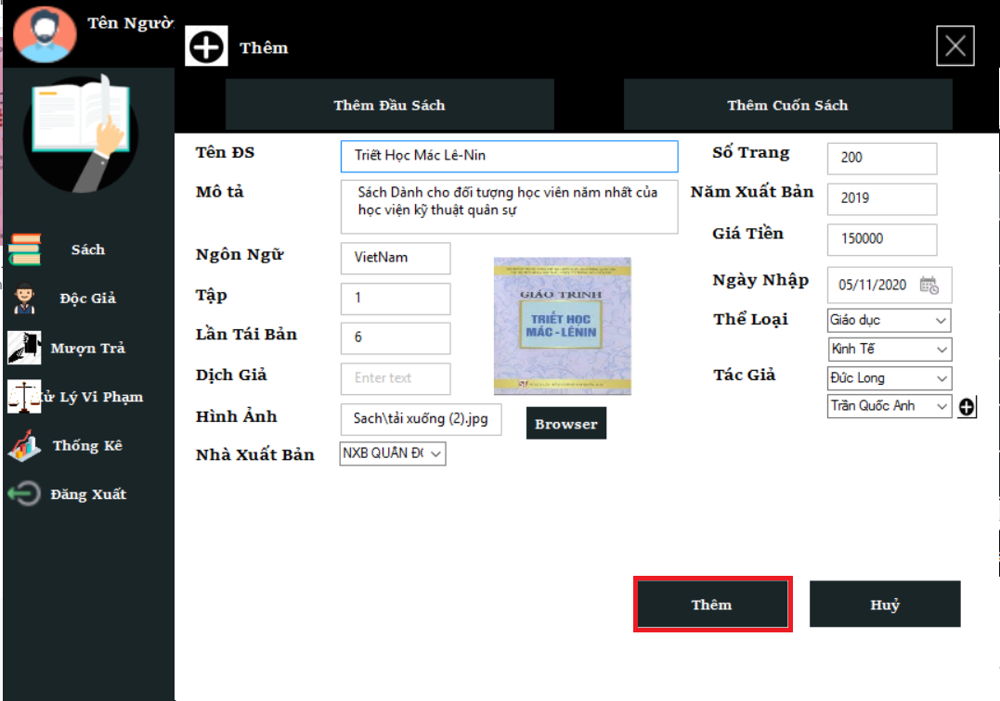 Tên Người
Thêm
Thêm Đầu Sách
Thêm Cuốn Sách
Tên ĐS
Triết Học Mác Lê-Nin
Số Trang
200
Mô tả
Sách Dành cho đối tượng học viên năm nhất của
học viện kỹ thuật quân sự
Năm Xuất Bản
2019
Giá Tiền
150000
Ngôn Ngữ
VietNam
Tập
1
Lần Tái Bản
6
Dịch Giả
Enter text
Hình Ảnh
Sach\tải xuống (2).jpg
Browser
Nhà Xuất Bản
NXB QUÂN ĐỘ
GIÁO TRÌNH
TRIẾT HỌC
MÁC - LÊNIN
Ngày Nhập
05/11/2020
Thể Loại
Giáo dục
Kinh Tế
Tác Giả
Đức Long
Trần Quốc Anh
Sách
Độc Giả
Mượn Trả
Xử Lý Vi Phạm
Thống Kê
Đăng Xuất
Thêm
Huỷ